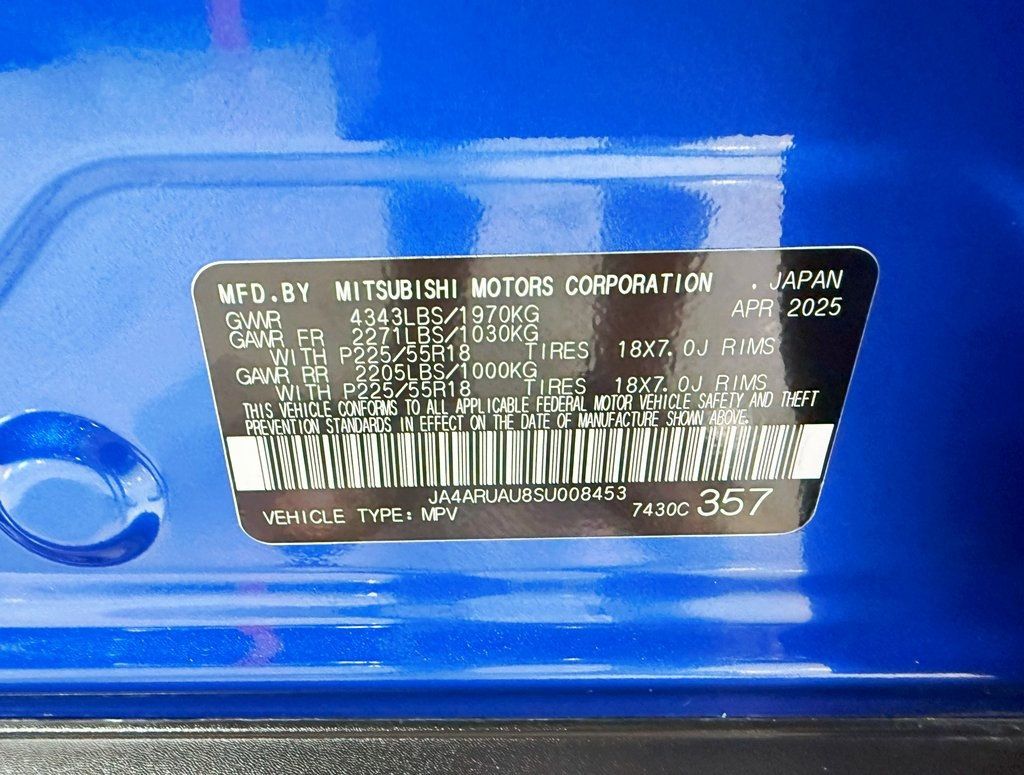 MFD.BY MITSUBISHI MOTORS CORPORATION . JAPAN
APR 2025
GVWR 4343LBS/1970KG
GAWR FR 2271LBS/1030KG
WITH P225/55R18 TIRES 18X7.0J RIMS
GAWR RR 2205LBS/1000KG
WITH P225/55R18 TIRES 18X7.0J RIMS
THIS VEHICLE CONFORMS TO ALL APPLICABLE FEDERAL MOTOR VEHICLE SAFETY AND THEFT
PREVENTION STANDARDS IN EFFECT ON THE DATE OF MANUFACTURE SHOWN ABOVE.
JA4ARUAU8SU008453
VEHICLE TYPE: MPV 7430C 357